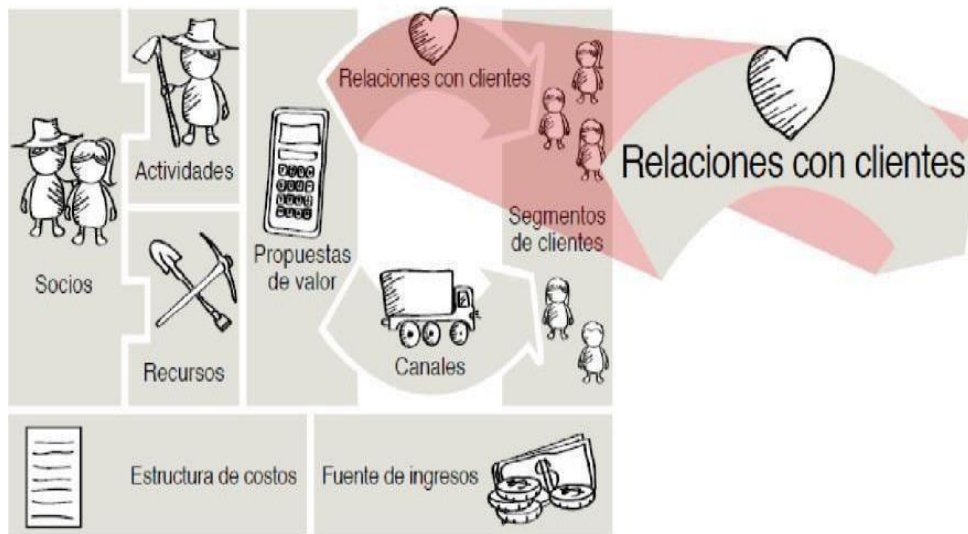 Relaciones con clientes
Relaciones con clientes
Actividades
Segmentos
de clientes
Propuestas
de valor
Socios
Canales
Recursos
Estructura de costos
Fuente de ingresos